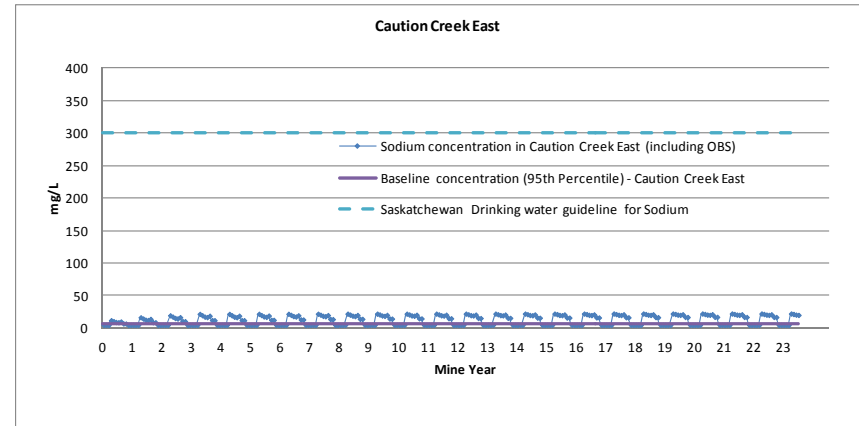 Caution Creek East
400
350
300
250
200
150
100
50
0
mg/L
Sodium concentration in Caution Creek East (including OBS)
Baseline concentration (95th Percentile) - Caution Creek East
Saskatchewan Drinking water guideline for Sodium
0 1 2 3 4 5 6 7 8 9 10 11 12 13 14 15 16 17 18 19 20 21 22 23
Mine Year